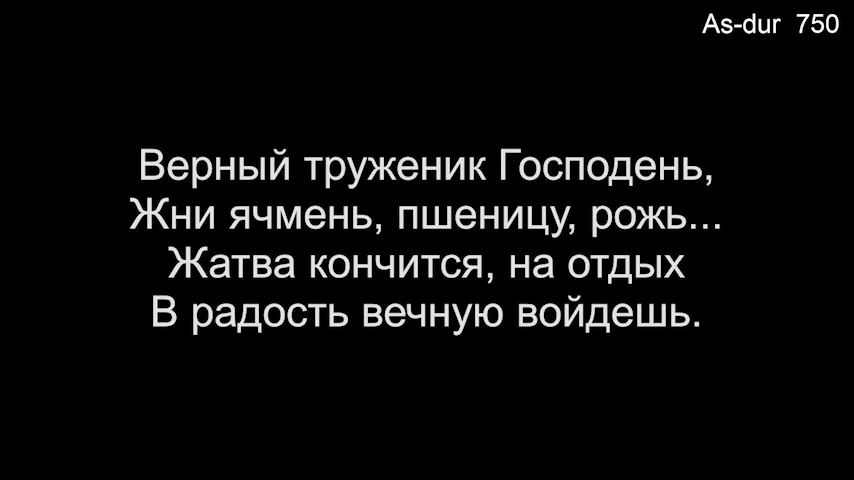 As-dur 750
Верный труженик Господень,
Жни ячмень, пшеницу, рожь...
Жатва кончится, на отдых
В радость вечную войдешь.